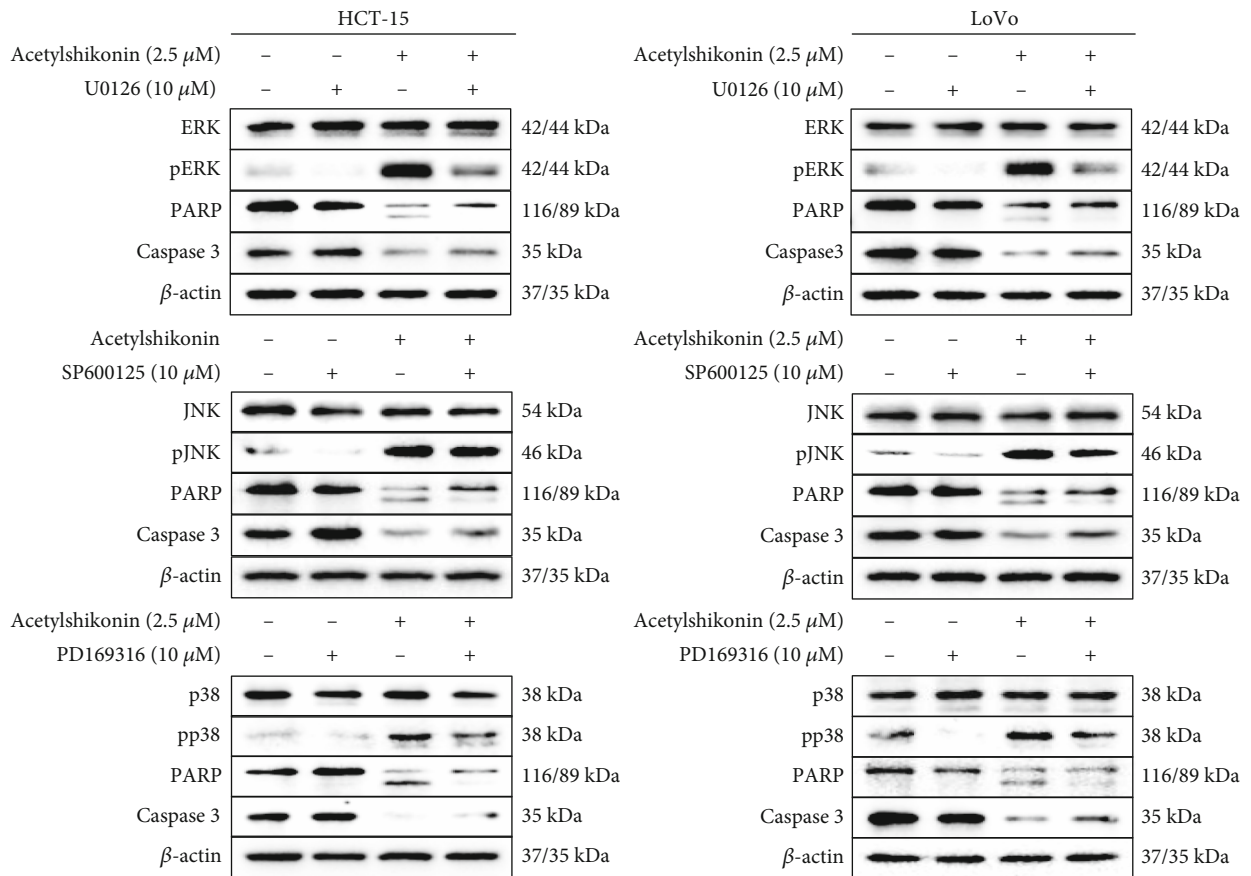 HCT-15
Acetylshikonin (2.5 μM) – – + +
U0126 (10 μM) – + – +
ERK 42/44 kDa
pERK 42/44 kDa
PARP 116/89 kDa
Caspase 3 35 kDa
β-actin 37/35 kDa
Acetylshikonin – – + +
SP600125 (10 μM) – + – +
JNK 54 kDa
pJNK 46 kDa
PARP 116/89 kDa
Caspase 3 35 kDa
β-actin 37/35 kDa
Acetylshikonin (2.5 μM) – – + +
PD169316 (10 μM) – + – +
p38 38 kDa
pp38 38 kDa
PARP 116/89 kDa
Caspase 3 35 kDa
β-actin 37/35 kDa
LoVo
Acetylshikonin (2.5 μM) – – + +
U0126 (10 μM) – + – +
ERK 42/44 kDa
pERK 42/44 kDa
PARP 116/89 kDa
Caspase3 35 kDa
β-actin 37/35 kDa
Acetylshikonin (2.5 μM) – – + +
SP600125 (10 μM) – + – +
JNK 54 kDa
pJNK 46 kDa
PARP 116/89 kDa
Caspase 3 35 kDa
β-actin 37/35 kDa
Acetylshikonin (2.5 μM) – – + +
PD169316 (10 μM) – + – +
p38 38 kDa
pp38 38 kDa
PARP 116/89 kDa
Caspase 3 35 kDa
β-actin 37/35 kDa